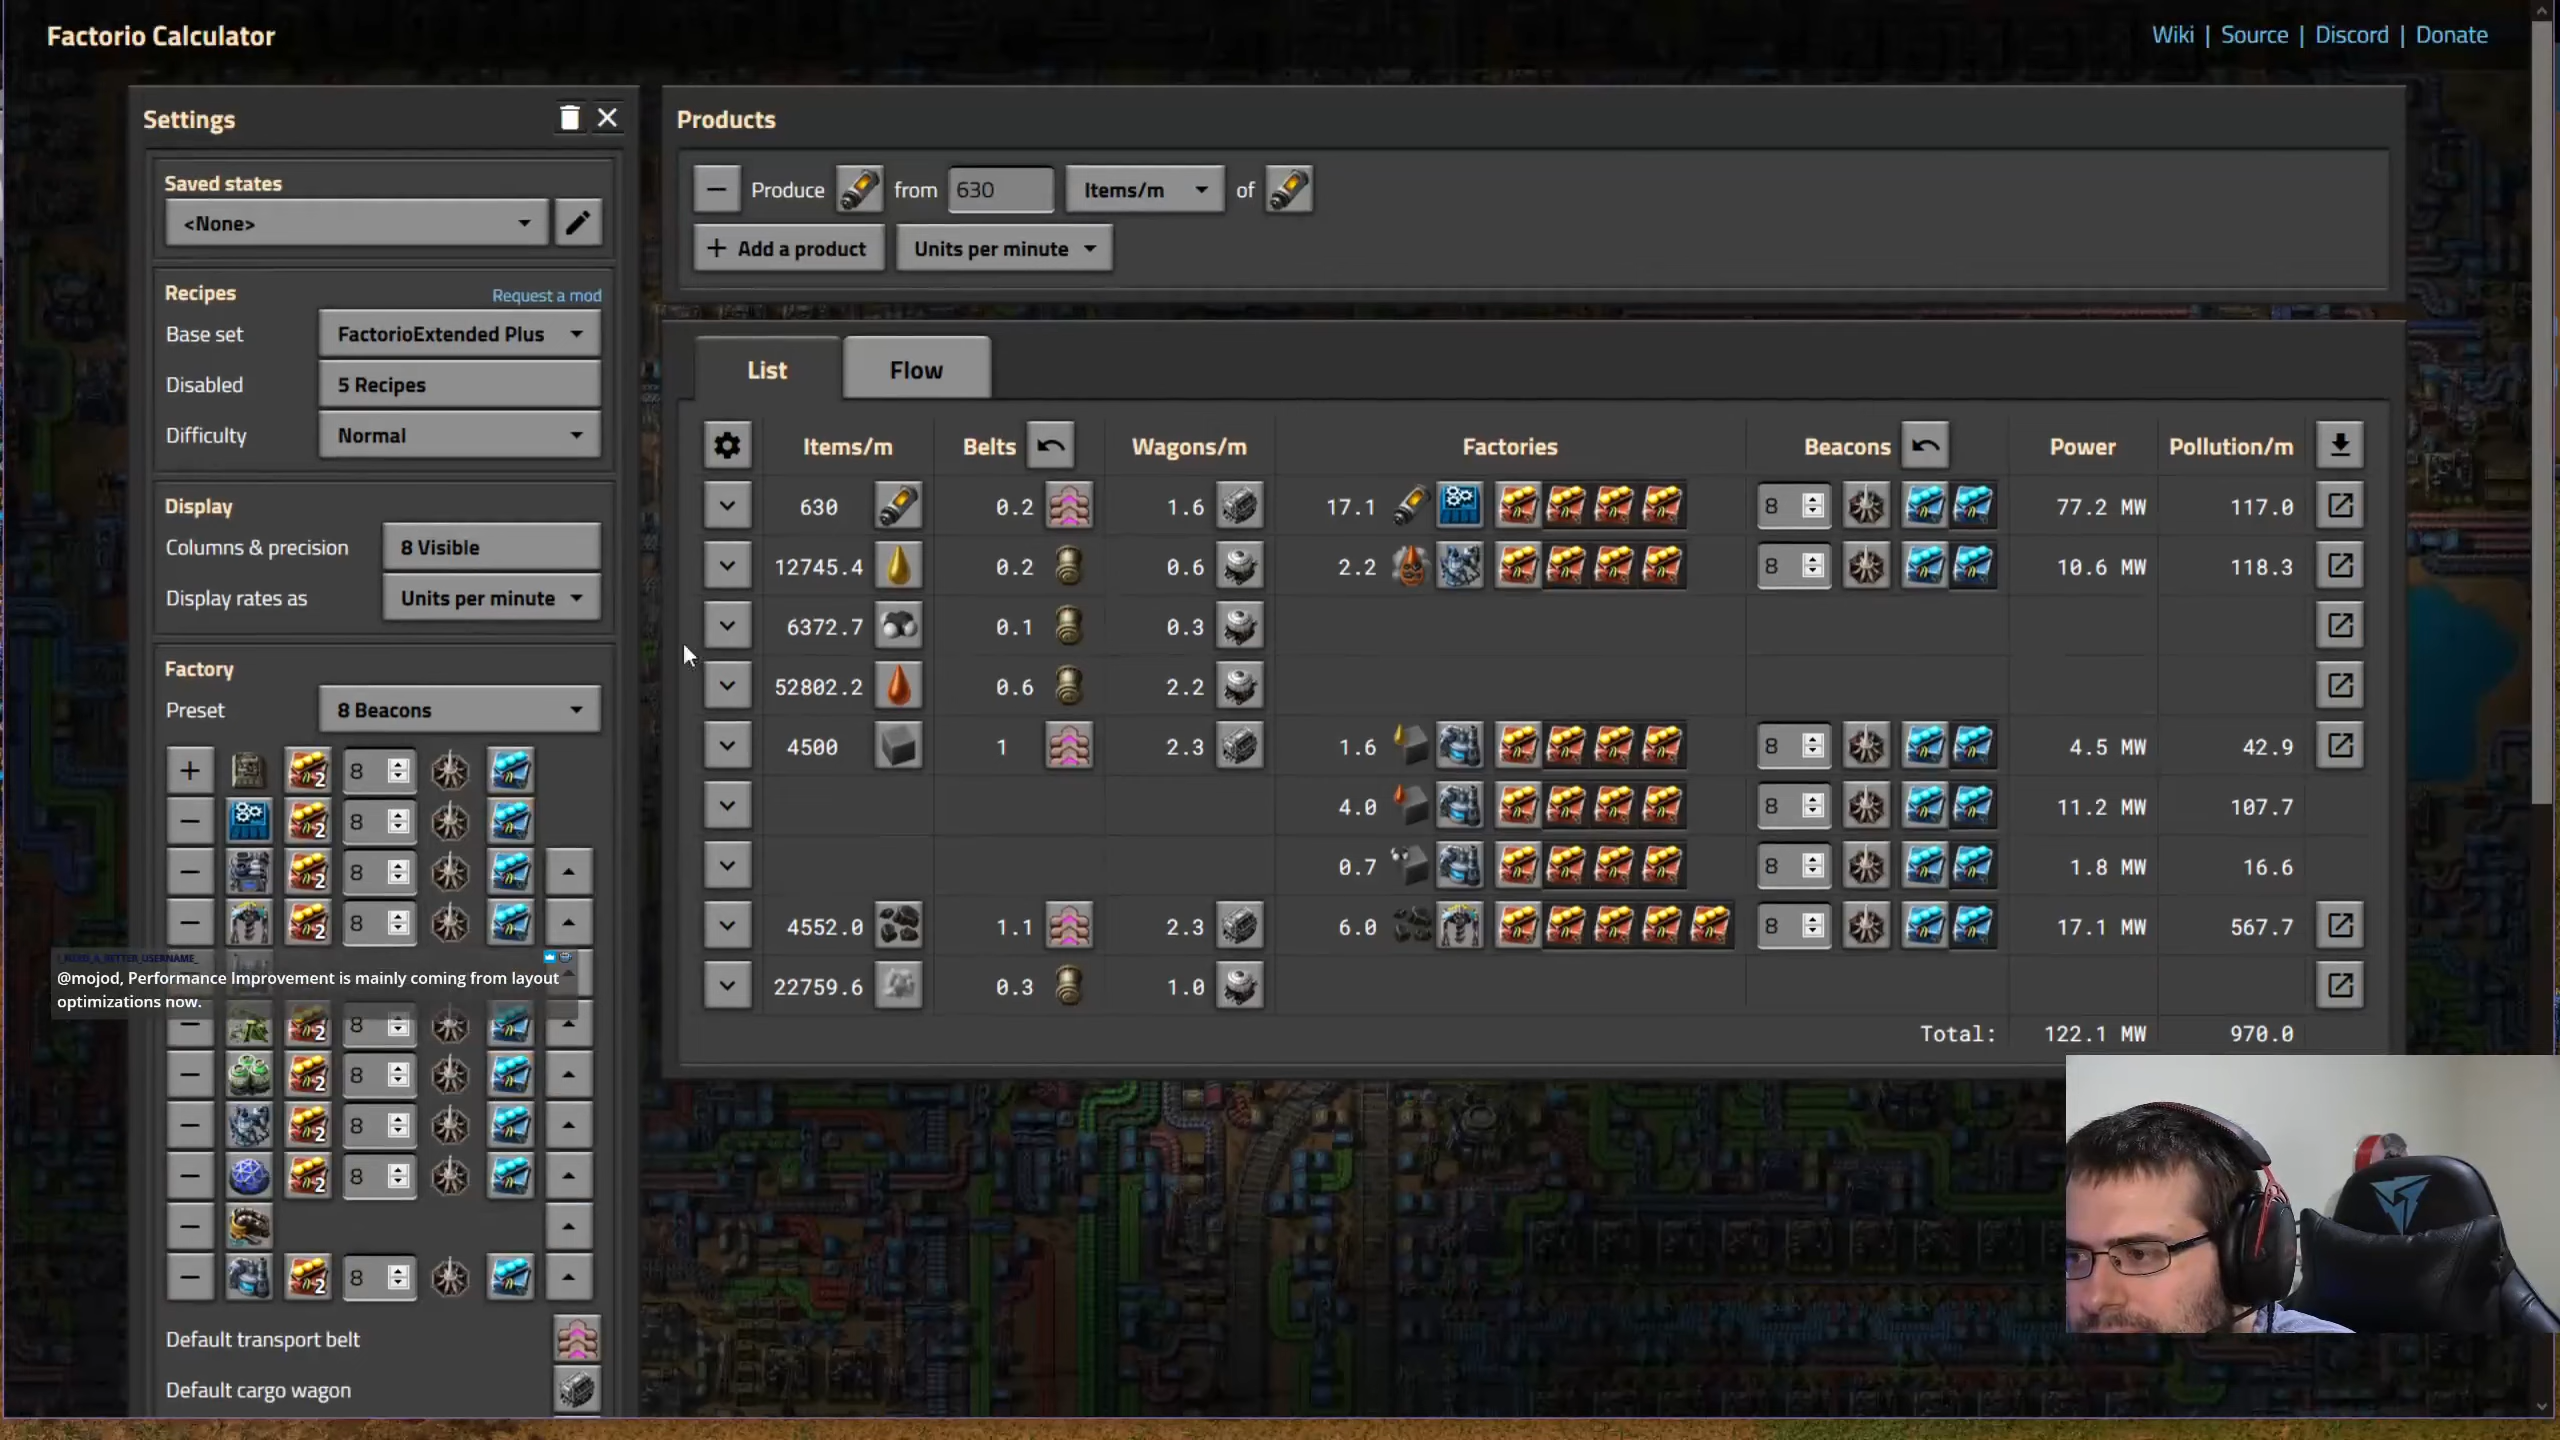 Factorio Calculator
Wiki | Source | Discord | Donate
Settings
Saved states
<None>
Recipes
Request a mod
Base set
FactorioExtended Plus
Disabled
5 Recipes
Difficulty
Normal
Display
Columns & precision
8 Visible
Display rates as
Units per minute
Factory
Preset
8 Beacons
2 8
2 8
2 8
2 8
@mojod, Performance Improvement is mainly coming from layout
optimizations now.
2 8
2 8
2 8
2 8
2 8
Default transport belt
Default cargo wagon
Products
Produce from 630 Items/m of
Add a product
Units per minute
List
Flow
Items/m Belts Wagons/m Factories Beacons Power Pollution/m
630 0.2 1.6 17.1 8 77.2 MW 117.0
12745.4 0.2 0.6 2.2 8 10.6 MW 118.3
6372.7 0.1 0.3
52802.2 0.6 2.2
4500 1 2.3 1.6 8 4.5 MW 42.9
4.0 8 11.2 MW 107.7
0.7 8 1.8 MW 16.6
4552.0 1.1 2.3 6.0 8 17.1 MW 567.7
22759.6 0.3 1.0
Total: 122.1 MW 970.0